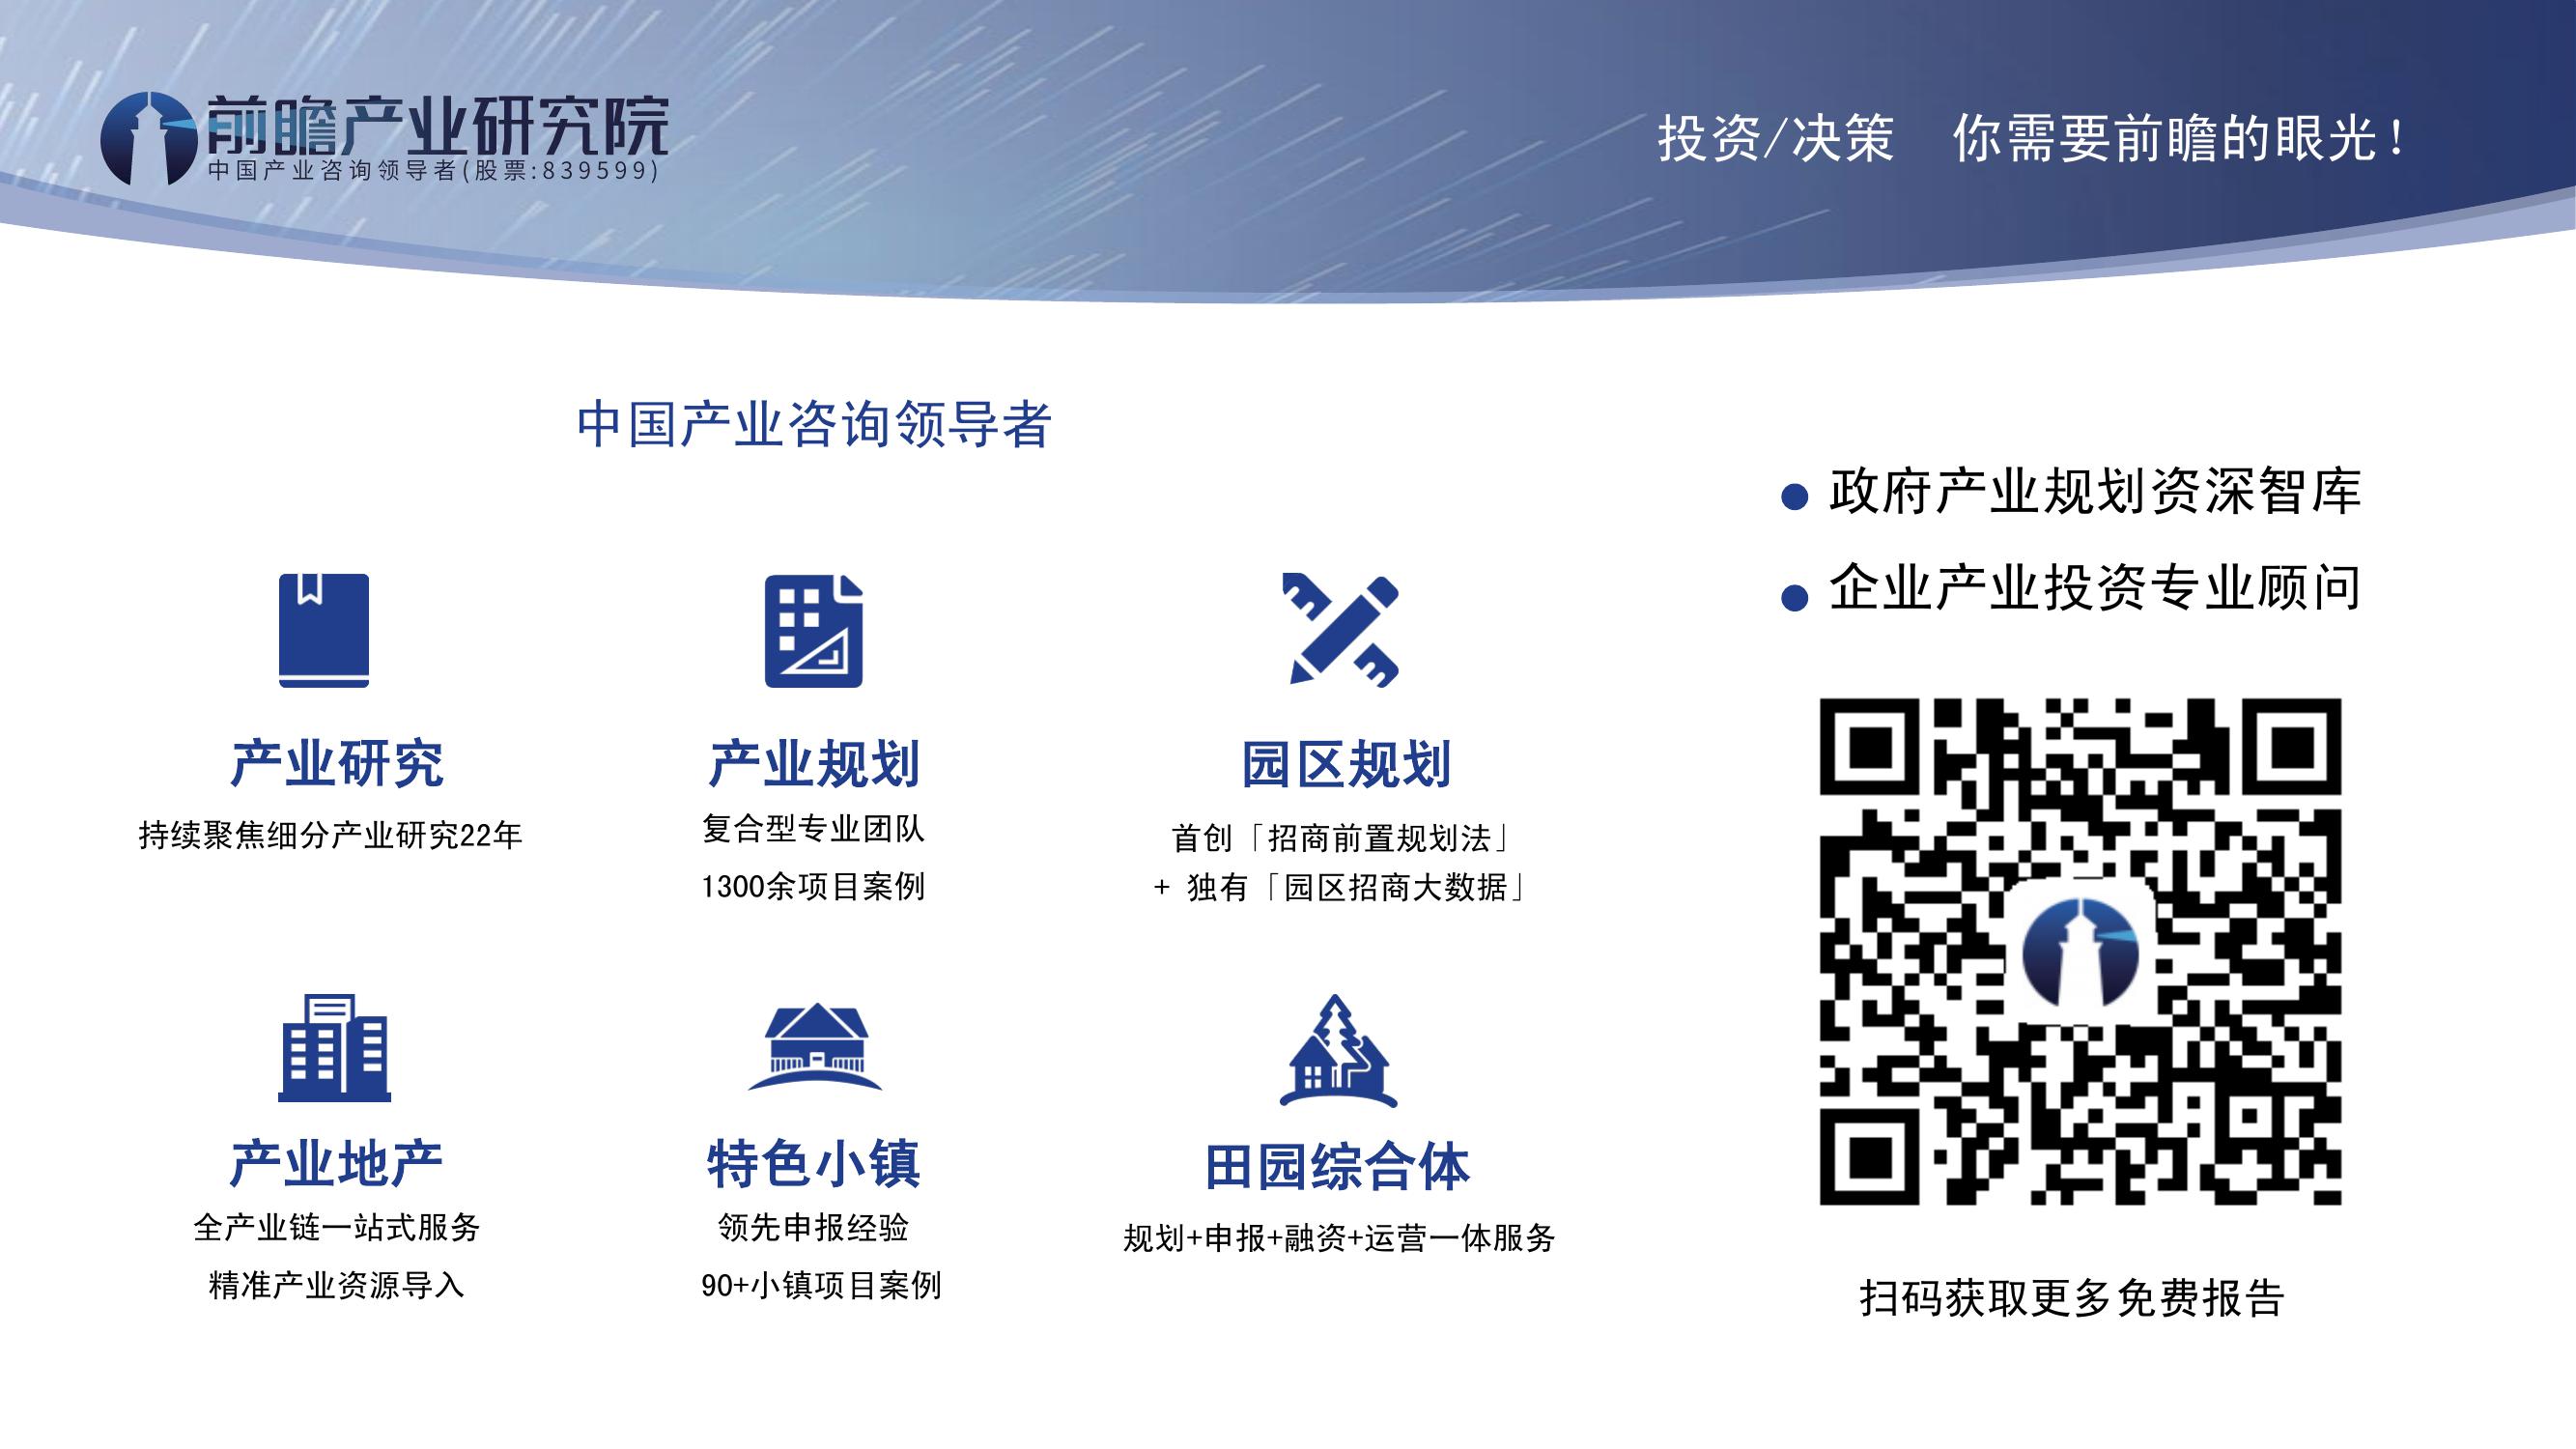 前瞻产业研究院
中国产业咨询领导者(股票:839599)
投资/决策 你需要前瞻的眼光!
中国产业咨询领导者
产业研究
持续聚焦细分产业研究22年
产业规划
复合型专业团队
1300余项目案例
园区规划
首创「招商前置规划法」
+ 独有「园区招商大数据」
产业地产
全产业链一站式服务
精准产业资源导入
特色小镇
领先申报经验
90+小镇项目案例
田园综合体
规划+申报+融资+运营一体服务
● 政府产业规划资深智库
● 企业产业投资专业顾问
扫码获取更多免费报告